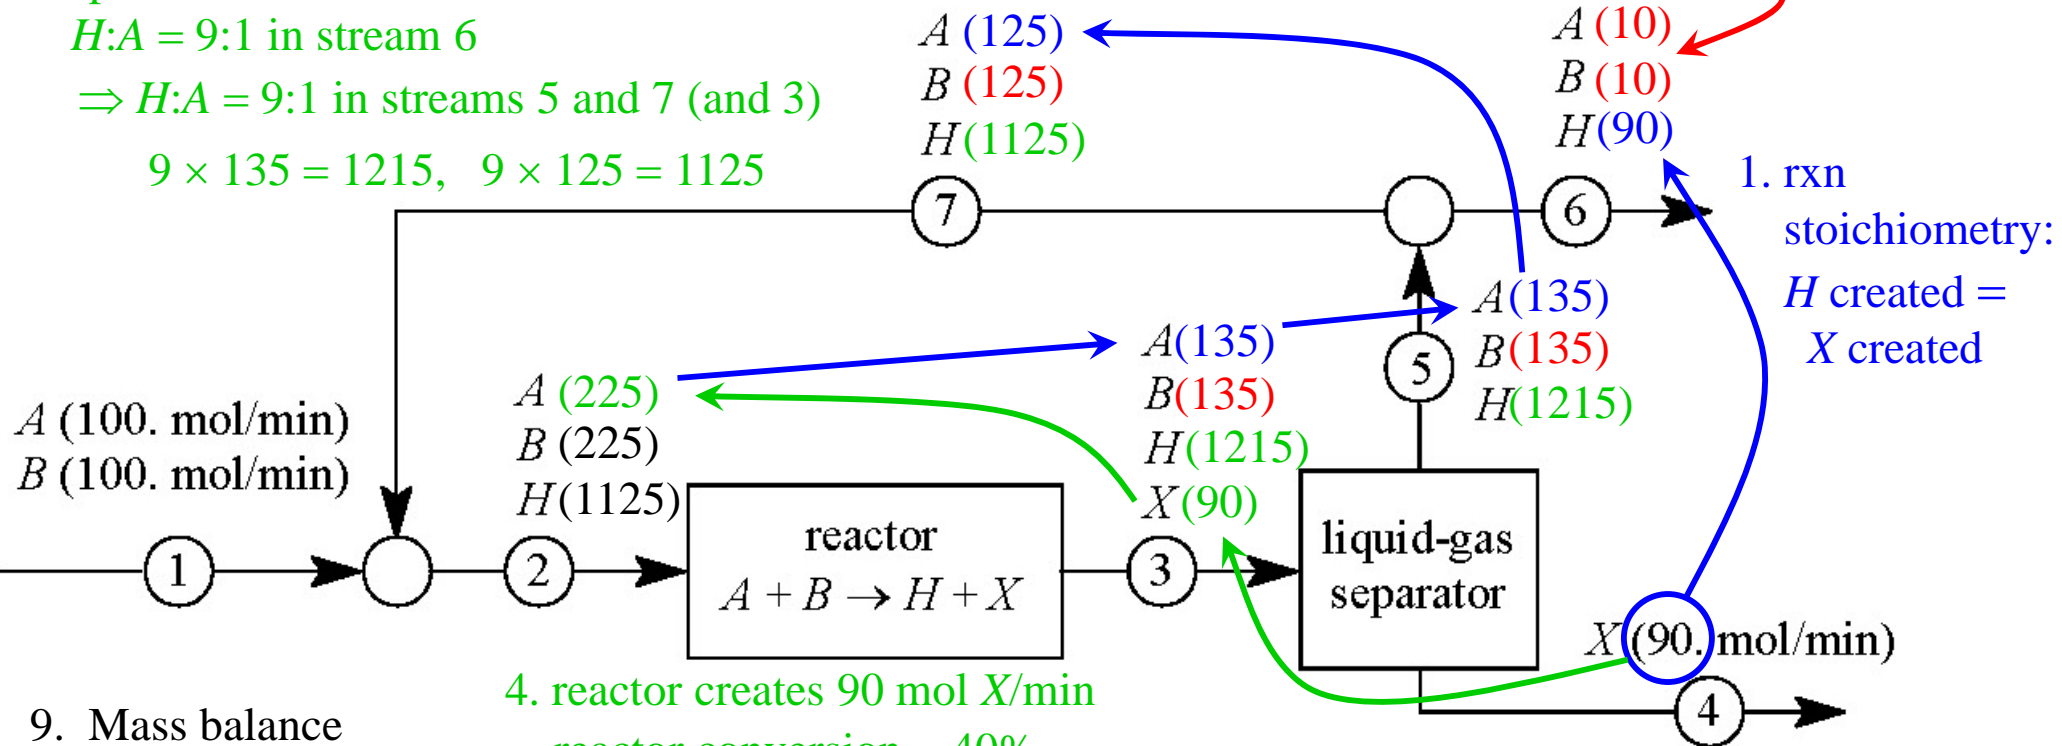 H:A = 9:1 in stream 6
⇒ H:A = 9:1 in streams 5 and 7 (and 3)
9 × 135 = 1215, 9 × 125 = 1125
A (125)
B (125)
H (1125)
A (10)
B (10)
H (90)
7
6
1. rxn
stoichiometry:
H created =
X created
A (135)
B (135)
H (1215)
5
A (135)
B (135)
H (1215)
X (90)
A (225)
B (225)
H (1125)
A (100. mol/min)
B (100. mol/min)
1
2
reactor
A + B → H + X
3
liquid-gas
separator
X (90. mol/min)
4
4. reactor creates 90 mol X/min
reactor conversion = 40%
9. Mass balance